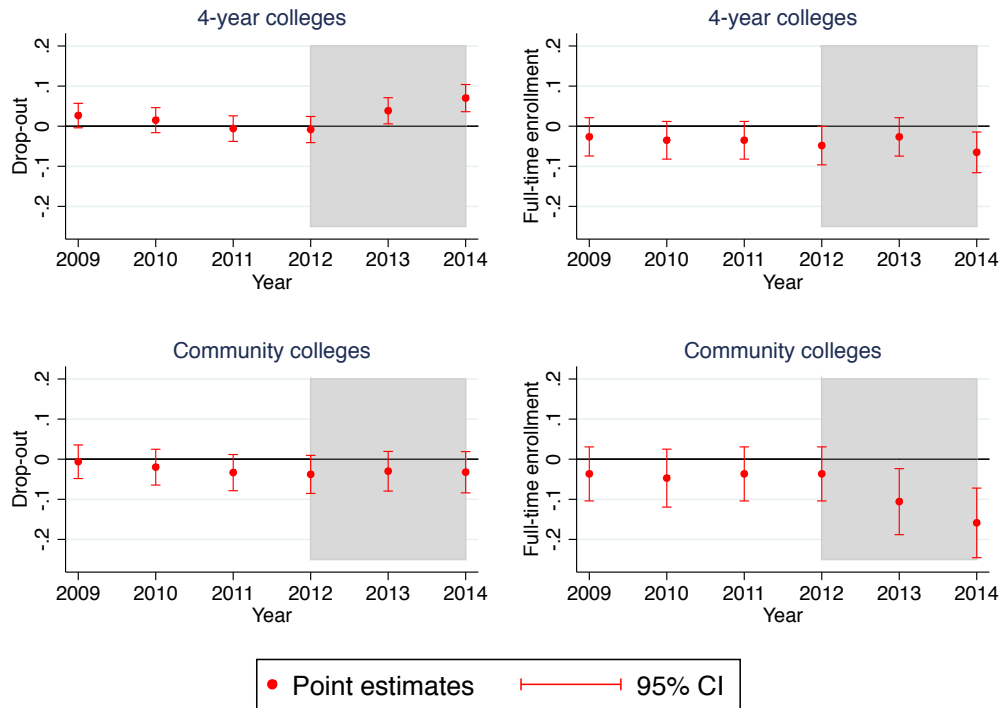 4-year colleges
Drop-out
.2
.1
0
-.1
-.2
2009 2010 2011 2012 2013 2014
Year
4-year colleges
Full-time enrollment
.2
.1
0
-.1
-.2
2009 2010 2011 2012 2013 2014
Year
Community colleges
Drop-out
.2
.1
0
-.1
-.2
2009 2010 2011 2012 2013 2014
Year
Community colleges
Full-time enrollment
.2
.1
0
-.1
-.2
2009 2010 2011 2012 2013 2014
Year
Point estimates 95% CI